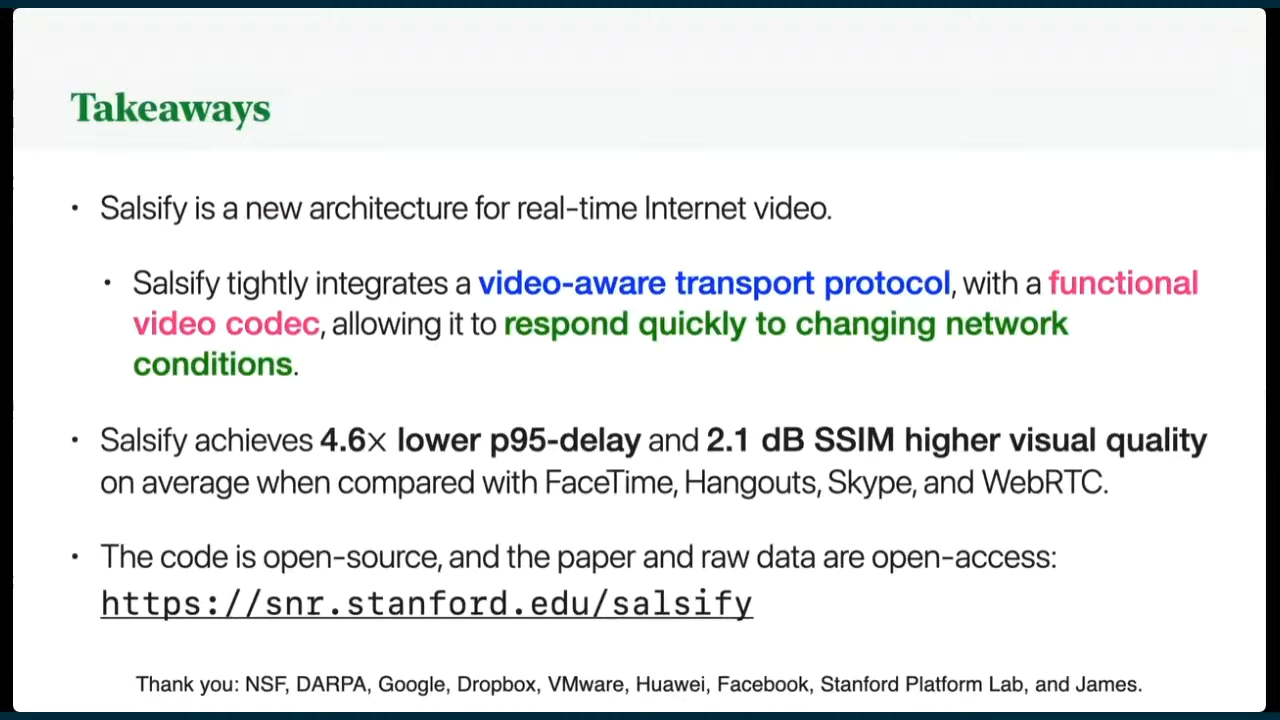 Takeaways
• Salsify is a new architecture for real-time Internet video.
• Salsify tightly integrates a video-aware transport protocol, with a functional
video codec, allowing it to respond quickly to changing network
conditions.
• Salsify achieves 4.6× lower p95-delay and 2.1 dB SSIM higher visual quality
on average when compared with FaceTime, Hangouts, Skype, and WebRTC.
• The code is open-source, and the paper and raw data are open-access:
https://snr.stanford.edu/salsify
Thank you: NSF, DARPA, Google, Dropbox, VMware, Huawei, Facebook, Stanford Platform Lab, and James.